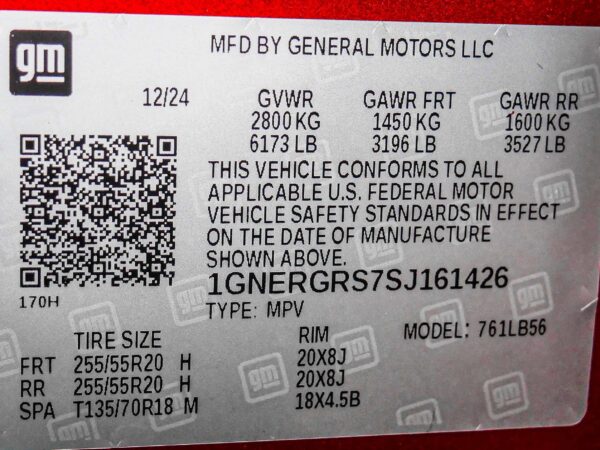 gm
MFD BY GENERAL MOTORS LLC
12/24 GVWR GAWR FRT GAWR RR
2800 KG 1450 KG 1600 KG
6173 LB 3196 LB 3527 LB
THIS VEHICLE CONFORMS TO ALL
APPLICABLE U.S. FEDERAL MOTOR
VEHICLE SAFETY STANDARDS IN EFFECT
ON THE DATE OF MANUFACTURE
SHOWN ABOVE.
170H
1GNERGRS7SJ161426
TYPE: MPV
TIRE SIZE RIM MODEL: 761LB56
FRT 255/55R20 H 20X8J
RR 255/55R20 H 20X8J
SPA T135/70R18 M 18X4.5B